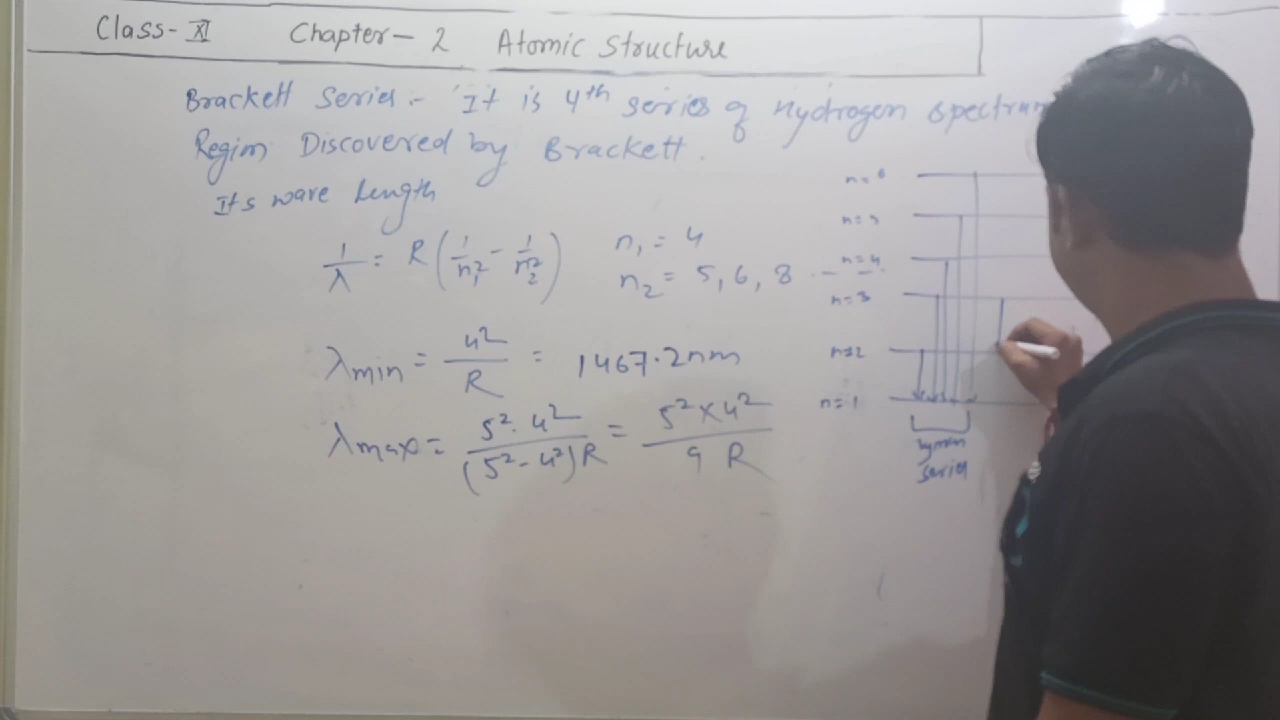 Class- XI Chapter- 2 Atomic Structure
Brackett Series :- It is 4th series of Hydrogen spectrum
Region Discovered by Brackett.
Its wave Length
1/λ = R(1/n₁² - 1/n₂²) n₁ = 4
n₂ = 5, 6, 8 - - -
λmin = 4²/R = 1467.2nm
λmax = 5². 4²/(5²-4²)R = 5² x 4²/9 R
n= 6
n= 5
n= 4
n= 3
n=2
n= 1
lyman
series